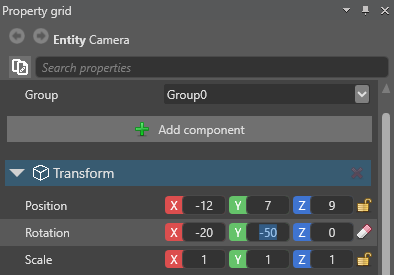 Property grid
Entity Camera
Search properties
Group Group0
Add component
Transform
Position X -12 Y 7 Z 9
Rotation X -20 Y -50 Z 0
Scale X 1 Y 1 Z 1